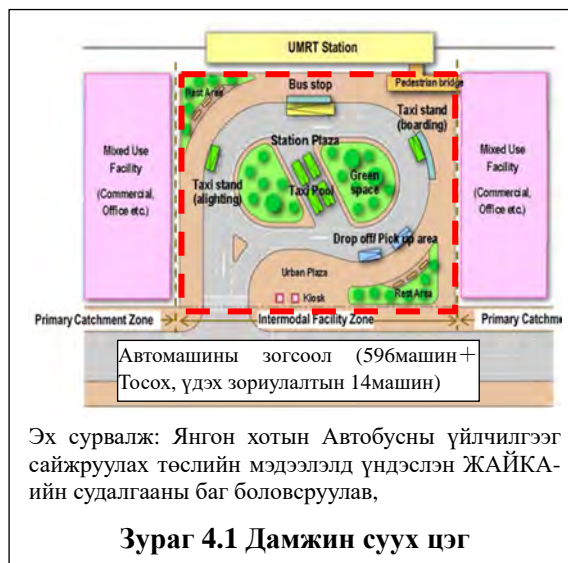 UMRT Station
Pedestrian bridge
Rest Area
Bus stop
Taxi stand
(boarding)
Station Plaza
Mixed Use
Facility
(Commercial,
Office etc.)
Mixed Use
Facility
(Commercial,
Office etc.)
Taxi Pool
Green
space
Taxi stand
(alighting)
Drop off/ Pick up area
Urban Plaza
Kiosk
Rest Area
Primary Catchment Zone
Intermodal Facility Zone
Primary Catchm
Автомашины зогсоол (596машин+
Тосох, үдэх зориулалтын 14машин)
Эх сурвалж: Янгон хотын Автобусны үйлчилгээг
сайжруулах төслийн мэдээлэлд үндэслэн ЖАЙКА-
ийн судалгааны баг боловсруулав,
Зураг 4.1 Дамжин суух цэг